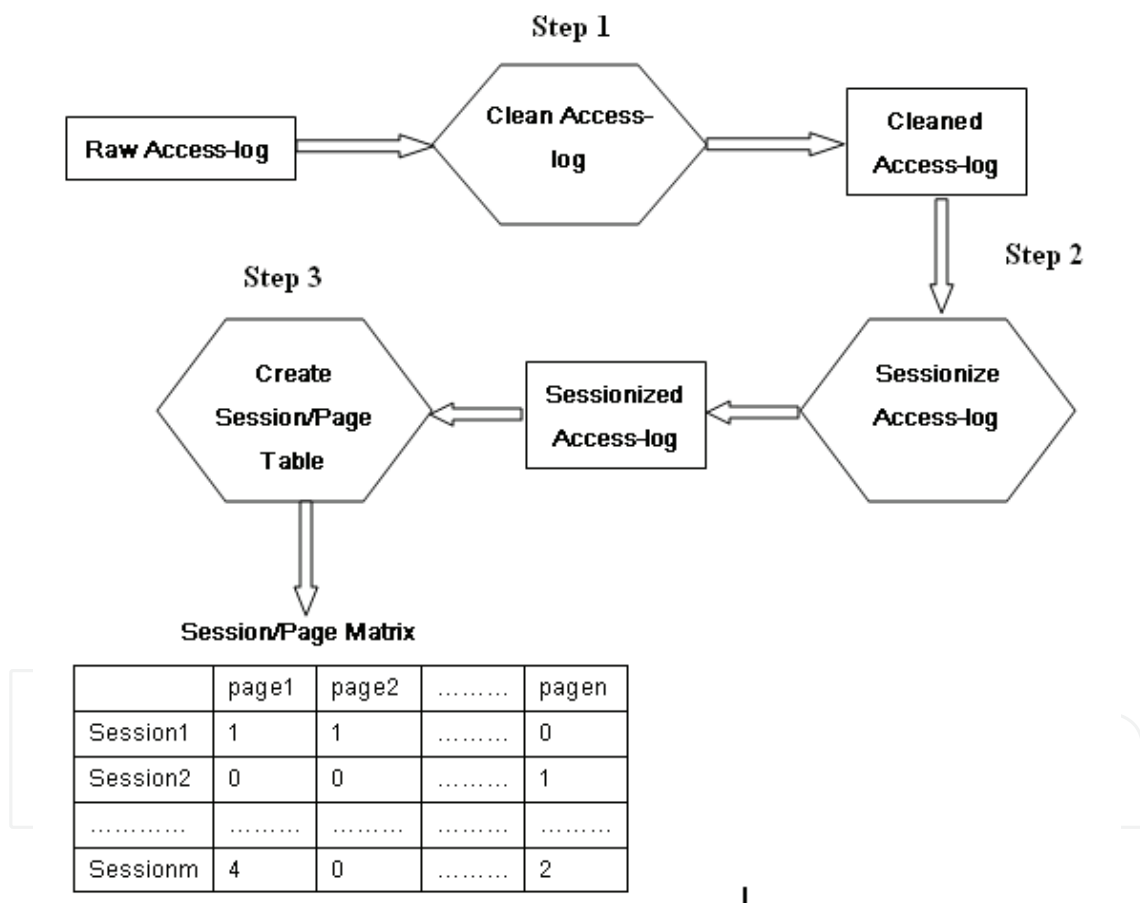 Step 1
Raw Access-log
Clean Access-
log
Cleaned
Access-log
Step 2
Sessionize
Access-log
Sessionized
Access-log
Step 3
Create
Session/Page
Table
Session/Page Matrix
page1 page2 ……… pagen
Session1 1 1 ……… 0
Session2 0 0 ……… 1
………… ……… ……… ……… ………
Sessionm 4 0 ……… 2